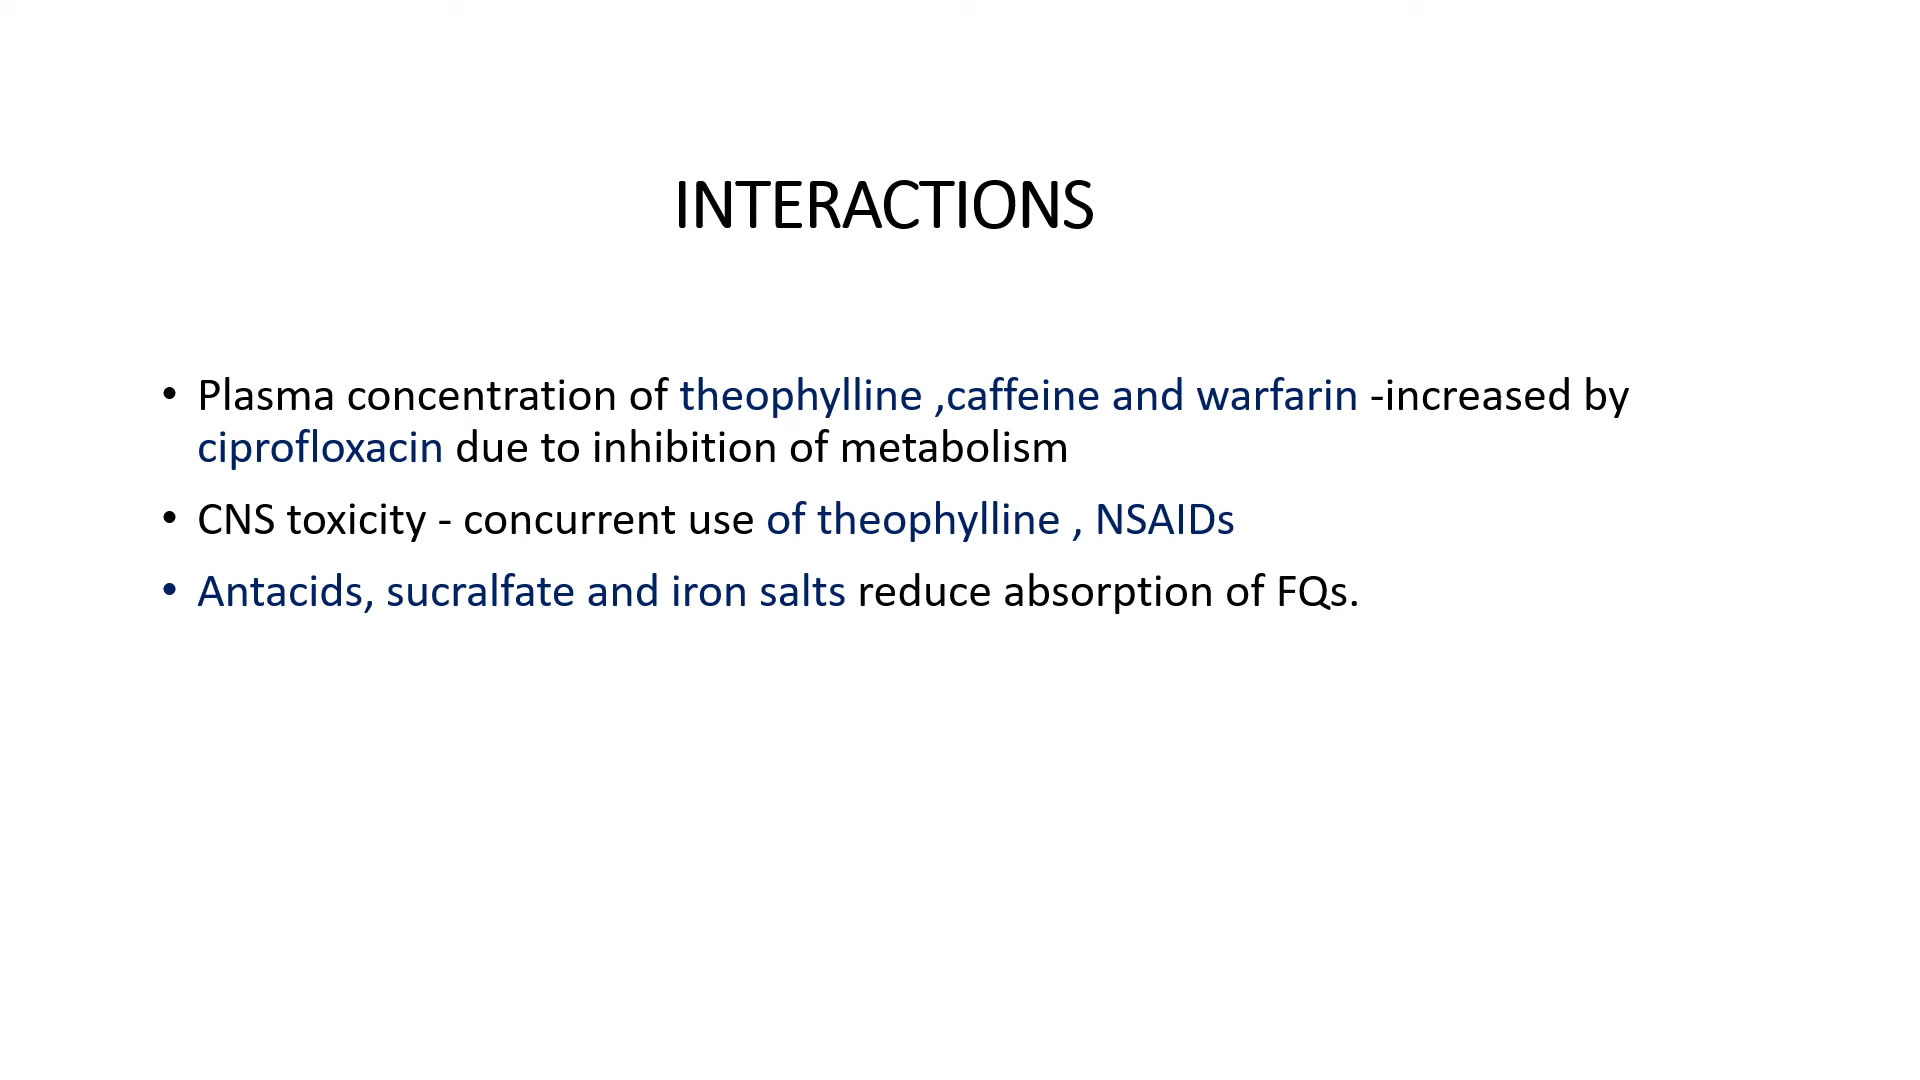 INTERACTIONS
• Plasma concentration of theophylline ,caffeine and warfarin -increased by
ciprofloxacin due to inhibition of metabolism
• CNS toxicity - concurrent use of theophylline , NSAIDs
• Antacids, sucralfate and iron salts reduce absorption of FQs.